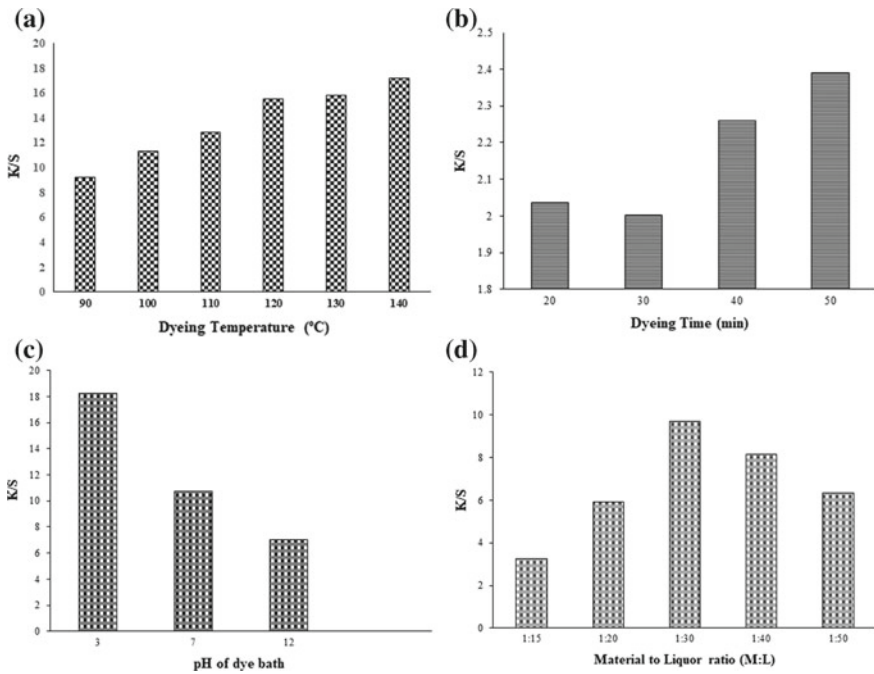 (a)
20
18
16
14
12
10
8
6
4
2
0
K/S
90 100 110 120 130 140
Dyeing Temperature (ºC)
(b)
2.5
2.4
2.3
2.2
2.1
2
1.9
1.8
K/S
20 30 40 50
Dyeing Time (min)
(c)
20
18
16
14
12
10
8
6
4
2
0
K/S
3 7 12
pH of dye bath
(d)
12
10
8
6
4
2
0
K/S
1:15 1:20 1:30 1:40 1:50
Material to Liquor ratio (M:L)